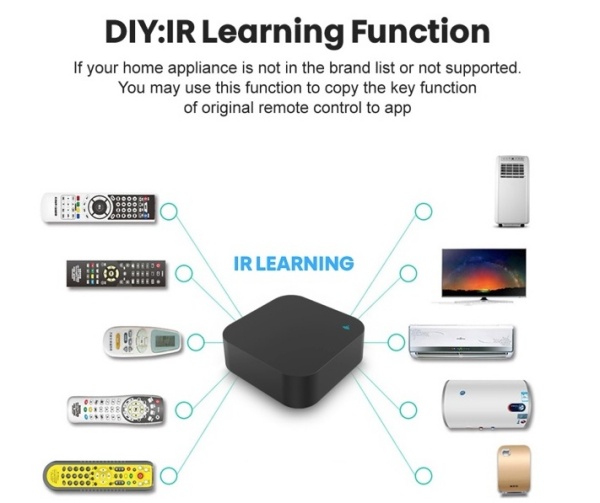 DIY:IR Learning Function
If your home appliance is not in the brand list or not supported.
You may use this function to copy the key function
of original remote control to app
IR LEARNING